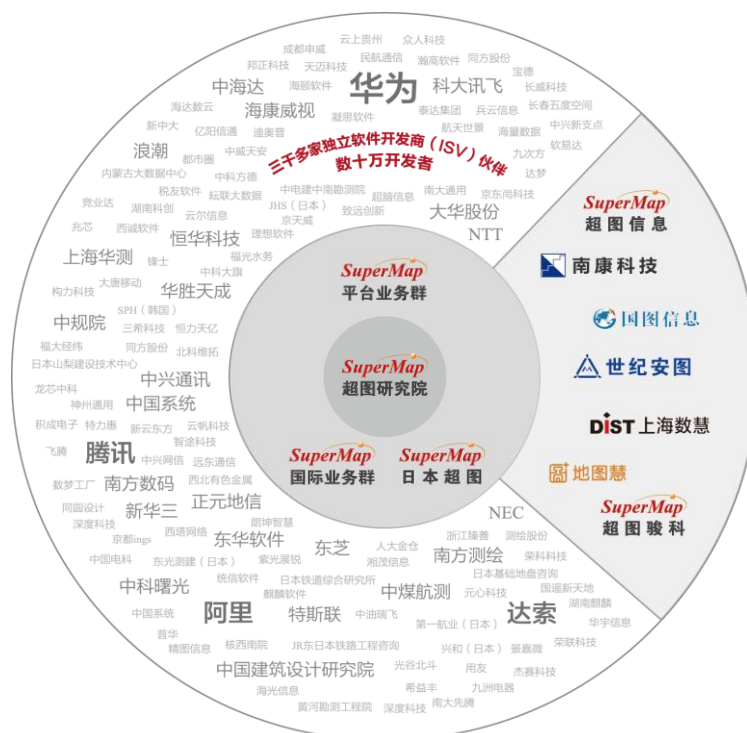 云上贵州 众人科技
成都申威 民航通信 瀚高软件 同方股份
邦正科技 天迈科技 宝德
中海达 海颐软件 华为 科大讯飞 长威科技
海达数云 海康威视 凝思软件 泰达集团 兵云信息 长春五度空间
新中大 亿阳信通 迪奥普 航天世景 海量数据 中兴新支点
浪潮 都市圈 中威天安 九次方 软易达
三千多家独立软件开发商(ISV)伙伴
数十万开发者
内蒙古大数据中心 中科方德 达梦
税友软件 耘联大数据 中电建中南勘测院 超脑信息 南大通用 京东尚科技
竞业达 湖南科创 JHS(日本) 致远创新 大华股份
兆芯 西诚软件 云尔信息 京天威
恒华科技 理想软件 NTT
上海华测 锋士 福光水务
大唐移动 中科大旗
构力科技 华胜天成
SPH(韩国)
中规院 三希科技 恒力天亿
福大经纬 同方股份 北科维拓
日本山梨建设技术中心
龙芯中科 中兴通讯
神州通用 中国系统
积成电子 特力惠 新云东方 云帆科技
飞腾 腾讯 智途科技
中兴网信 远东通信
数梦工厂 南方数码 西北有色金属
同圆设计 新华三 正元地信
深度科技 朗坤智慧 NEC
京都ings 西塔网络 东华软件 东芝 人大金仓 浙江臻善 测绘股份
中国电科 东光测建(日本) 紫光展锐 湘茂信息 南方测绘 荣科科技
中科曙光 统信软件 日本铁道综合研究所 中煤航测 日本基础地盘咨询
麒麟软件 元心科技 国遥新天地
中国系统 阿里 特斯联 中油瑞飞 达索 湖南麒麟
普华 第一航业(日本) 华宇信息
精图信息 核西南院 JR东日本铁路工程咨询 兴和(日本) 景嘉微 荣联科技
中国建筑设计研究院 光谷北斗 用友 杰赛科技
海光信息 希益丰 九洲电器
黄河勘测工程院 深度科技 南大先腾
SuperMap
平台业务群
SuperMap
超图研究院
SuperMap
国际业务群
SuperMap
日本超图
SuperMap
超图信息
南康科技
国图信息
世纪安图
DiST上海数慧
地图慧
SuperMap
超图骏科